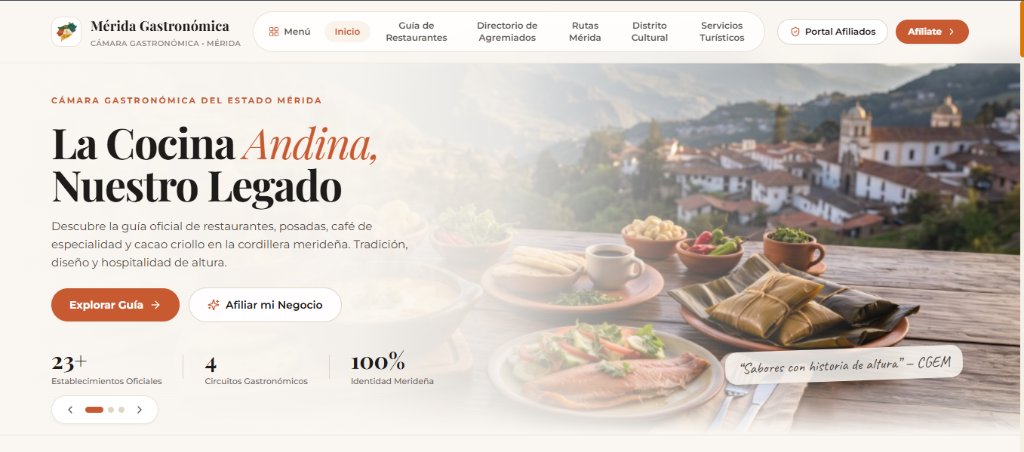 Mérida Gastronómica
CÁMARA GASTRONÓMICA • MÉRIDA
Menú
Inicio
Guía de
Restaurantes
Directorio de
Agremiados
Rutas
Mérida
Distrito
Cultural
Servicios
Turísticos
Portal Afiliados
Afíliate
CÁMARA GASTRONÓMICA DEL ESTADO MÉRIDA
La Cocina Andina,
Nuestro Legado
Descubre la guía oficial de restaurantes, posadas, café de
especialidad y cacao criollo en la cordillera merideña. Tradición,
diseño y hospitalidad de altura.
Explorar Guía
Afiliar mi Negocio
23+
Establecimientos Oficiales
4
Circuitos Gastronómicos
100%
Identidad Merideña
"Sabores con historia de altura" — CGEM